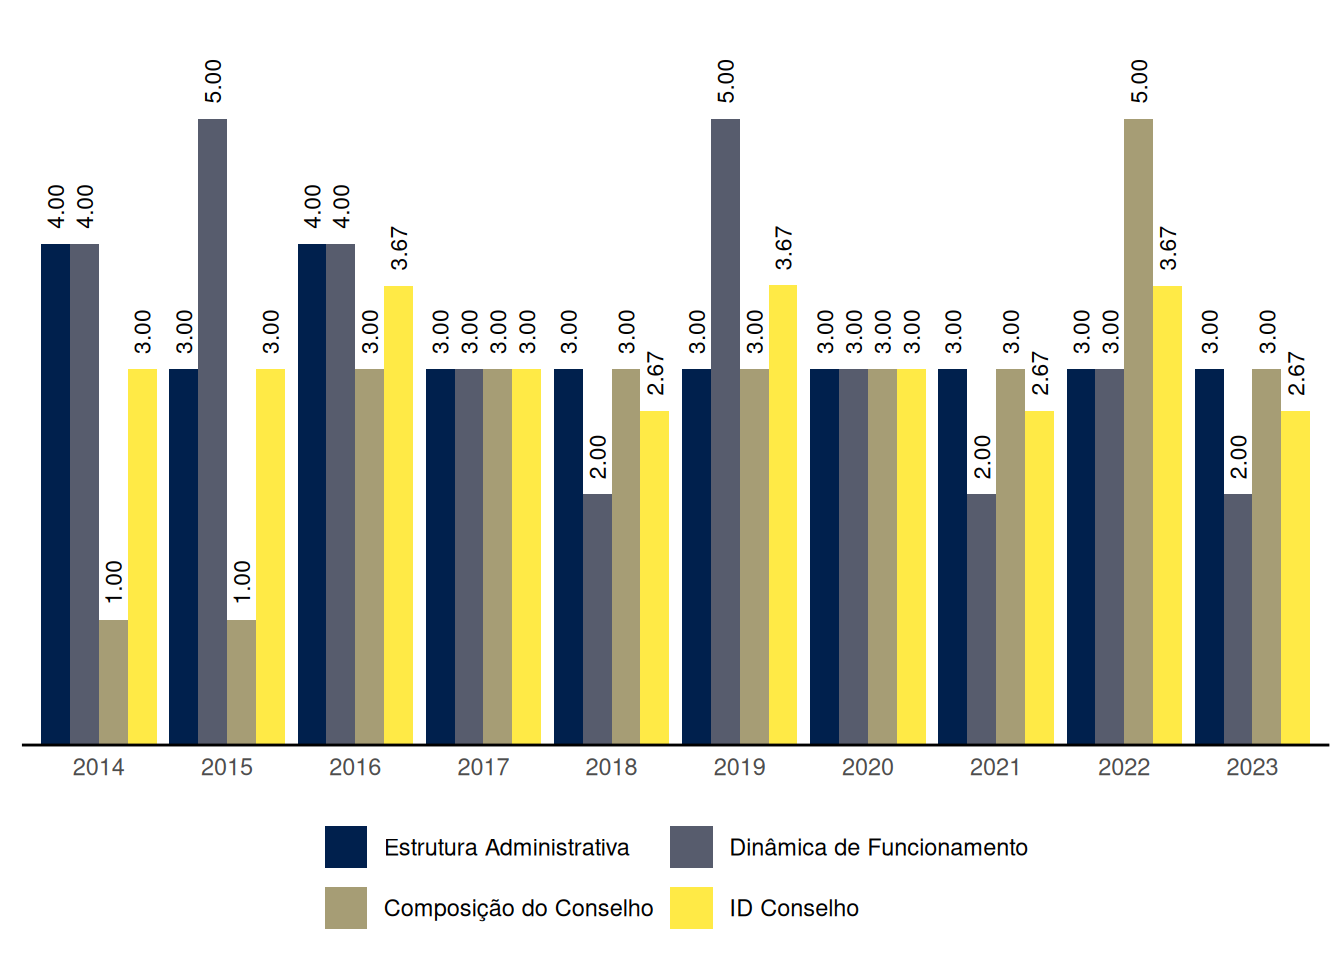 4.00 4.00 1.00 3.00
3.00 5.00 1.00 3.00
4.00 4.00 3.00 3.67
3.00 3.00 3.00 3.00
3.00 2.00 3.00 2.67
3.00 5.00 3.00 3.67
3.00 3.00 3.00 3.00
3.00 2.00 3.00 2.67
3.00 3.00 5.00 3.67
3.00 2.00 3.00 2.67
2014 2015 2016 2017 2018 2019 2020 2021 2022 2023
Estrutura Administrativa Dinâmica de Funcionamento
Composição do Conselho ID Conselho